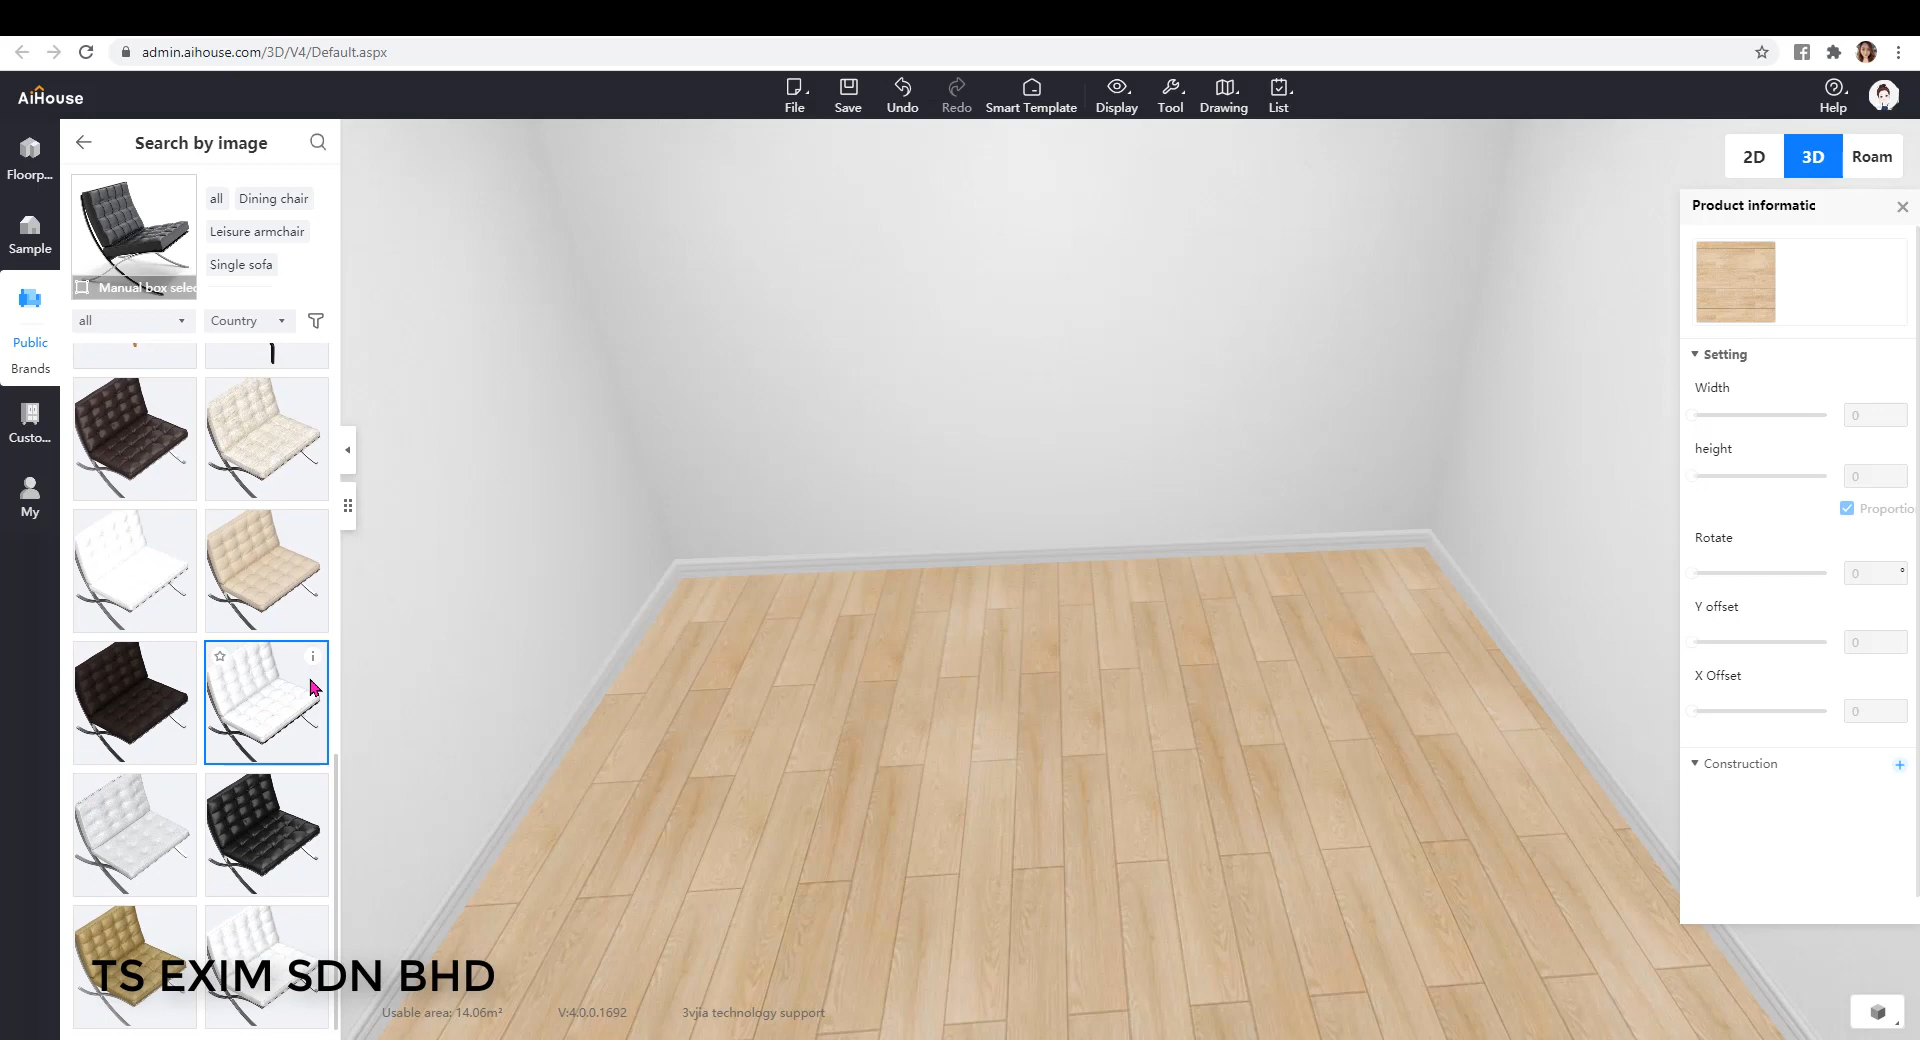 admin.aihouse.com/3D/V4/Default.aspx
AiHouse
File
Save
Undo
Redo
Smart Template
Display
Tool
Drawing
List
Help
Floorp...
Sample
Public
Brands
Custo...
My
Search by image
all
Dining chair
Leisure armchair
Single sofa
Manual box selec
all
Country
2D
3D
Roam
Product informatic
Setting
Width
0
height
0
Proportio
Rotate
0 °
Y offset
0
X Offset
0
Construction
TS EXIM SDN BHD
Usable area: 14.06m²
V:4.0.0.1692
3vjia technology support